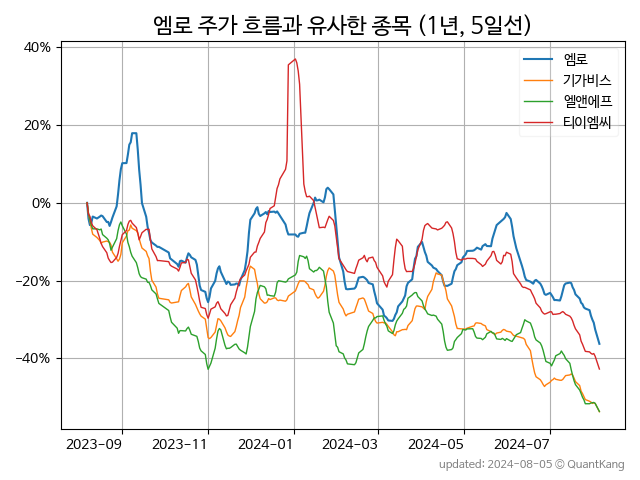 엠로 주가 흐름과 유사한 종목 (1년, 5일선)
40%
20%
0%
−20%
−40%
엠로
기가비스
엘앤에프
티이엠씨
2023-09 2023-11 2024-01 2024-03 2024-05 2024-07
updated: 2024-08-05 © QuantKang